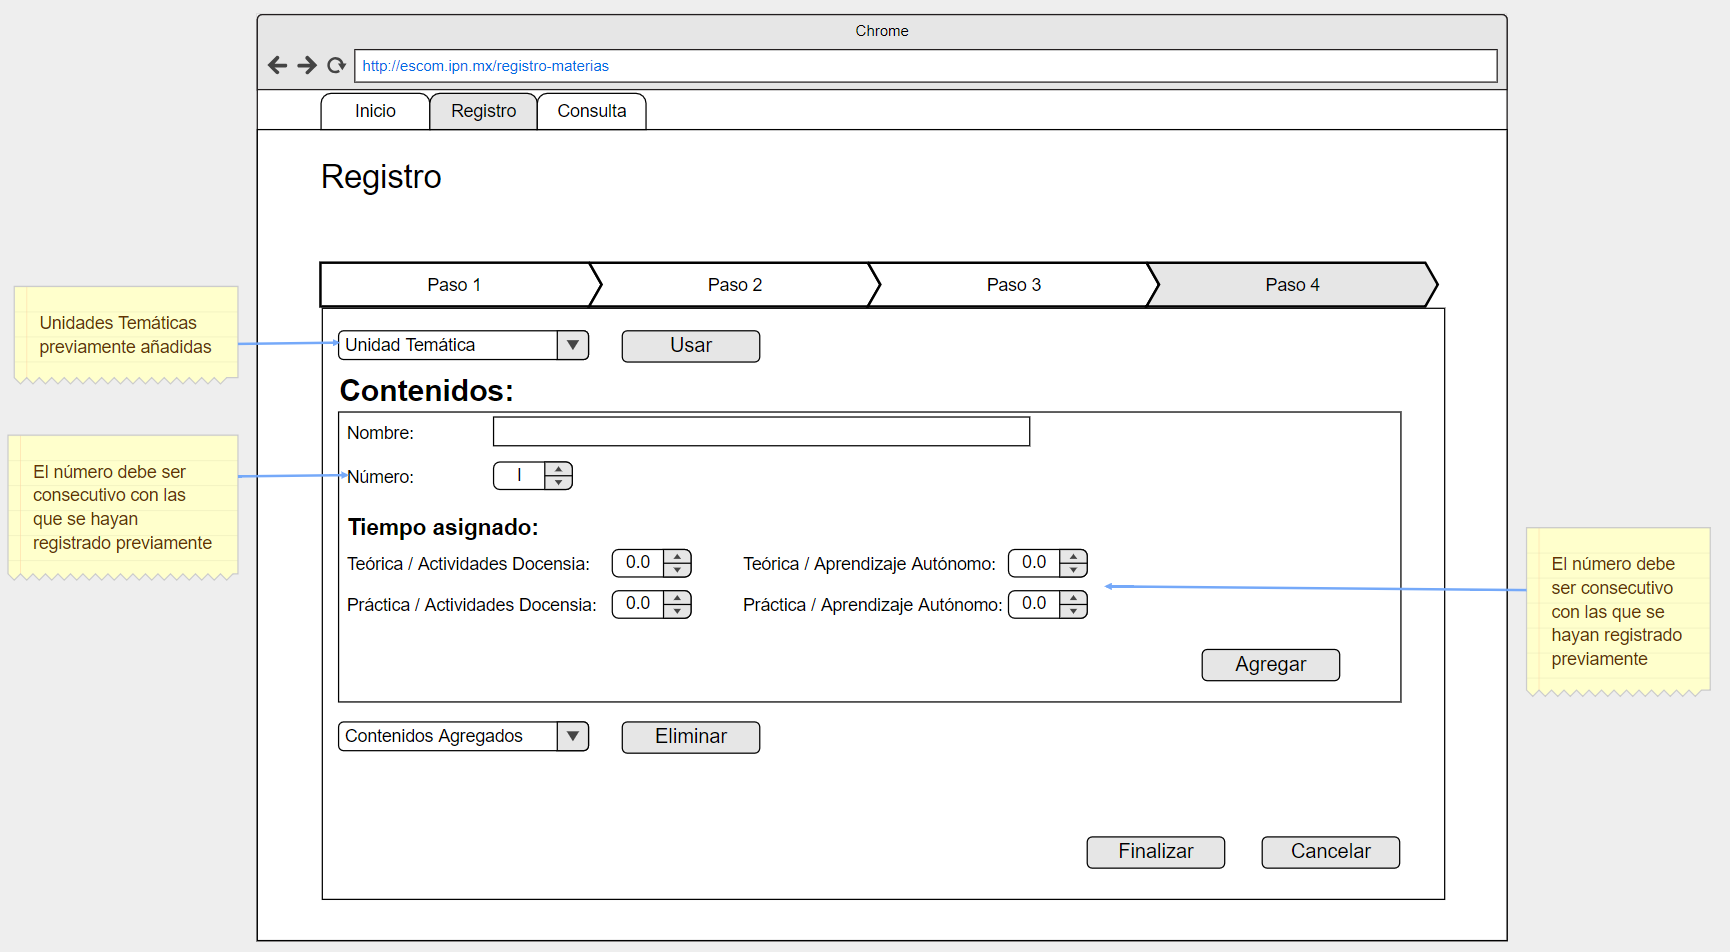 Chrome
http://escom.ipn.mx/registro-materias
Inicio
Registro
Consulta
Registro
Paso 1
Paso 2
Paso 3
Paso 4
Unidades Temáticas
previamente añadidas
Unidad Temática
Usar
Contenidos:
Nombre:
El número debe ser
consecutivo con las
que se hayan
registrado previamente
Número:
I
Tiempo asignado:
Teórica / Actividades Docensia:
0.0
Teórica / Aprendizaje Autónomo:
0.0
Práctica / Actividades Docensia:
0.0
Práctica / Aprendizaje Autónomo:
0.0
El número debe
ser consecutivo
con las que se
hayan registrado
previamente
Agregar
Contenidos Agregados
Eliminar
Finalizar
Cancelar